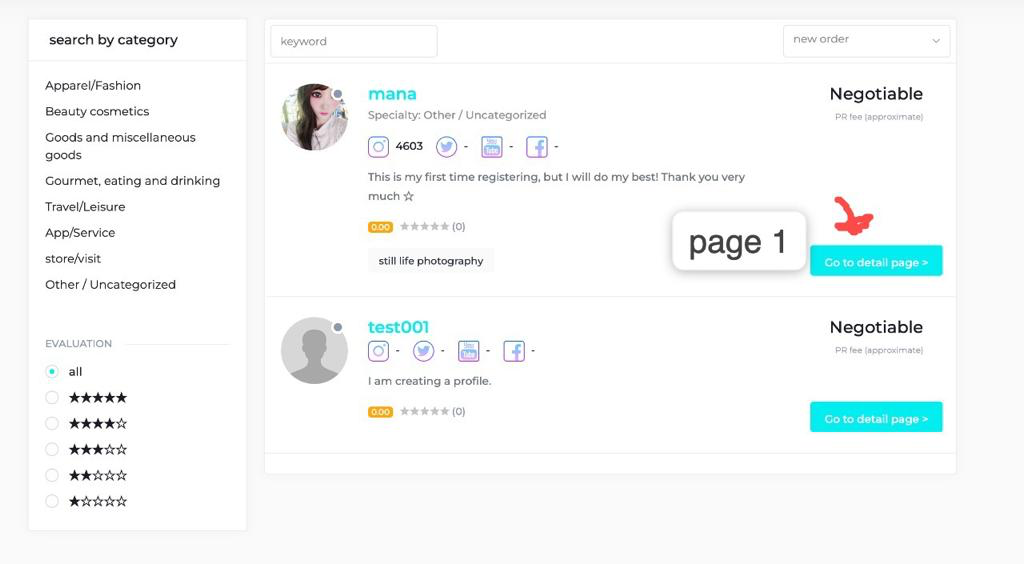 search by category
Apparel/Fashion
Beauty cosmetics
Goods and miscellaneous
goods
Gourmet, eating and drinking
Travel/Leisure
App/Service
store/visit
Other / Uncategorized
EVALUATION
all
★★★★★
★★★★☆
★★★☆☆
★★☆☆☆
★☆☆☆☆
keyword
new order
mana
Negotiable
Specialty: Other / Uncategorized
PR fee (approximate)
4603 - You Tube - -
This is my first time registering, but I will do my best! Thank you very
much ☆
0.00 ★★★★★ (0)
page 1
Go to detail page >
still life photography
test001
Negotiable
- - You Tube - -
PR fee (approximate)
I am creating a profile.
0.00 ★★★★★ (0)
Go to detail page >